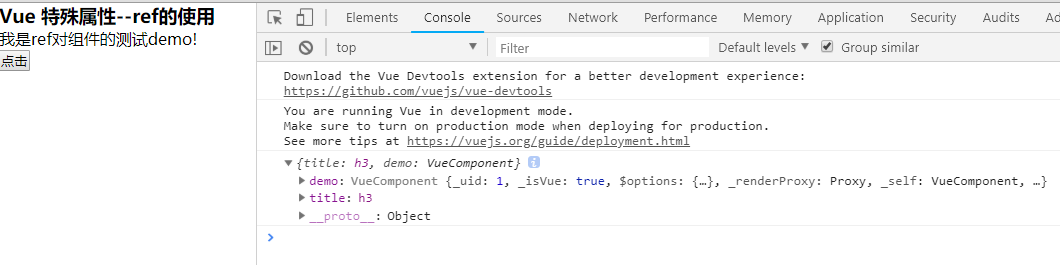 Vue 特殊属性--ref的使用
我是ref对组件的测试demo!
点击
Elements Console Sources Network Performance Memory Application Security Audits Ad
top Filter Default levels Group similar
Download the Vue Devtools extension for a better development experience:
https://github.com/vuejs/vue-devtools
You are running Vue in development mode.
Make sure to turn on production mode when deploying for production.
See more tips at https://vuejs.org/guide/deployment.html
{title: h3, demo: VueComponent}
demo: VueComponent {_uid: 1, _isVue: true, $options: {…}, _renderProxy: Proxy, _self: VueComponent, …}
title: h3
__proto__: Object